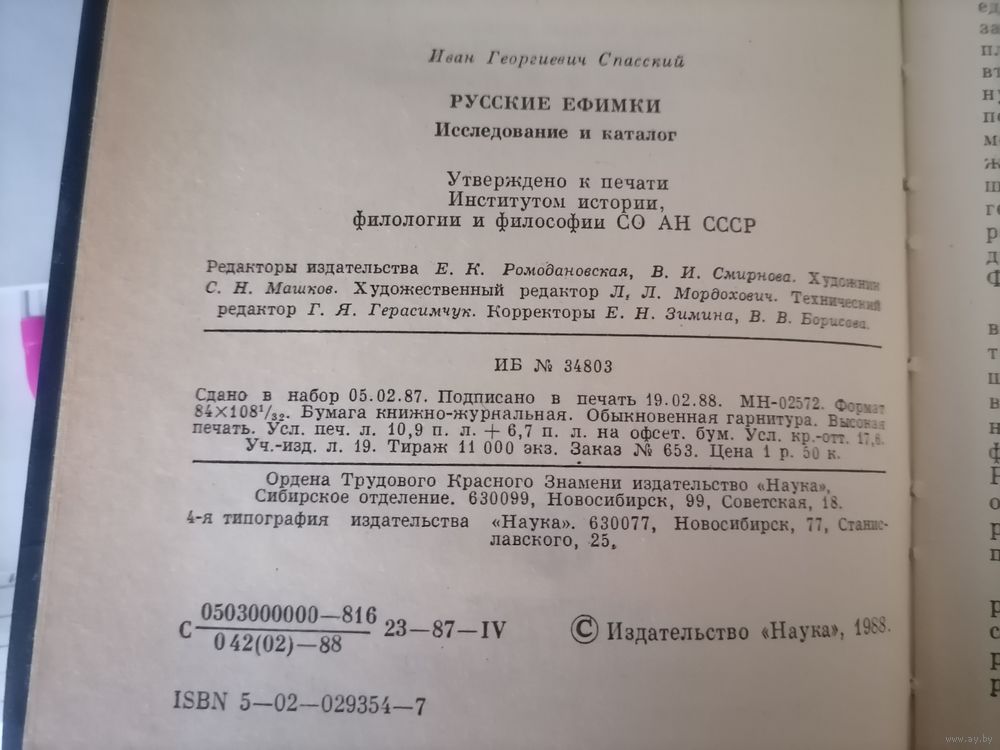 Иван Георгиевич Спасский
РУССКИЕ ЕФИМКИ
Исследование и каталог
Утверждено к печати
Институтом истории,
филологии и философии СО АН СССР
Редакторы издательства Е. К. Ромодановская, В. И. Смирнова. Художник
С. Н. Машков. Художественный редактор Л. Л. Мордохович. Технический
редактор Г. Я. Герасимчук. Корректоры Е. Н. Зимина, В. В. Борисова.
ИБ № 34803
Сдано в набор 05.02.87. Подписано в печать 19.02.88. МН-02572. Формат
84×108¹/₃₂. Бумага книжно-журнальная. Обыкновенная гарнитура. Высокая
печать. Усл. печ. л. 10,9 п. л. + 6,7 п. л. на офсет. бум. Усл. кр.-отт. 17,6.
Уч.-изд. л. 19. Тираж 11 000 экз. Заказ № 653. Цена 1 р. 50 к.
Ордена Трудового Красного Знамени издательство «Наука»,
Сибирское отделение. 630099, Новосибирск, 99, Советская, 18.
4-я типография издательства «Наука». 630077, Новосибирск, 77, Станис-
лавского, 25.
С 0503000000—816
042(02)—88 23—87—IV
© Издательство «Наука», 1988.
ISBN 5—02—029354—7
www.ay.by